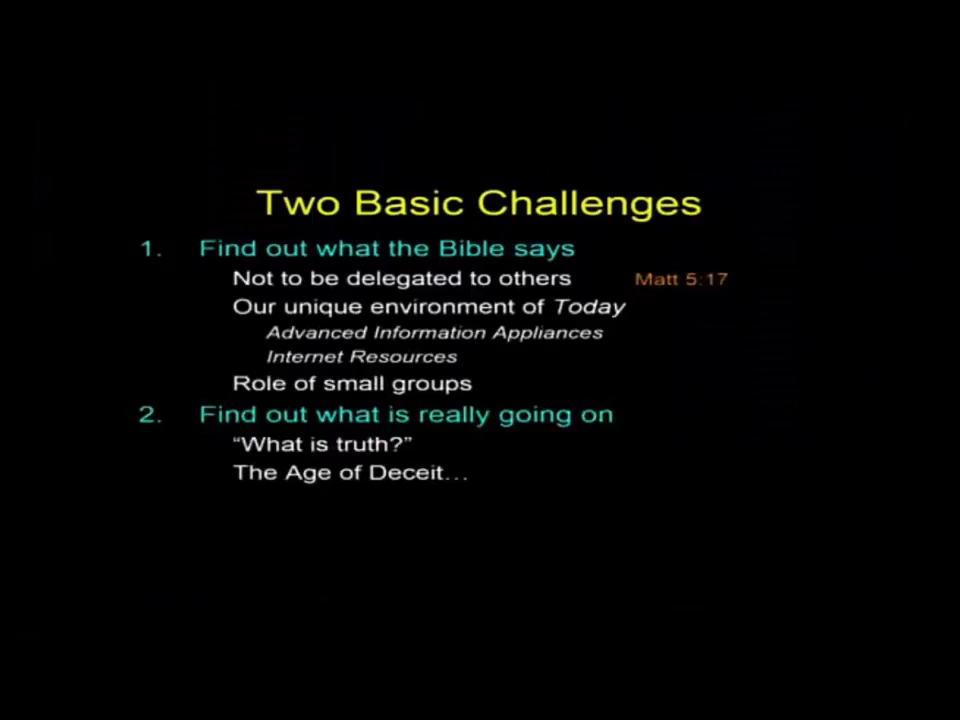 Two Basic Challenges
1. Find out what the Bible says
Not to be delegated to others Matt 5:17
Our unique environment of Today
Advanced Information Appliances
Internet Resources
Role of small groups
2. Find out what is really going on
“What is truth?”
The Age of Deceit…